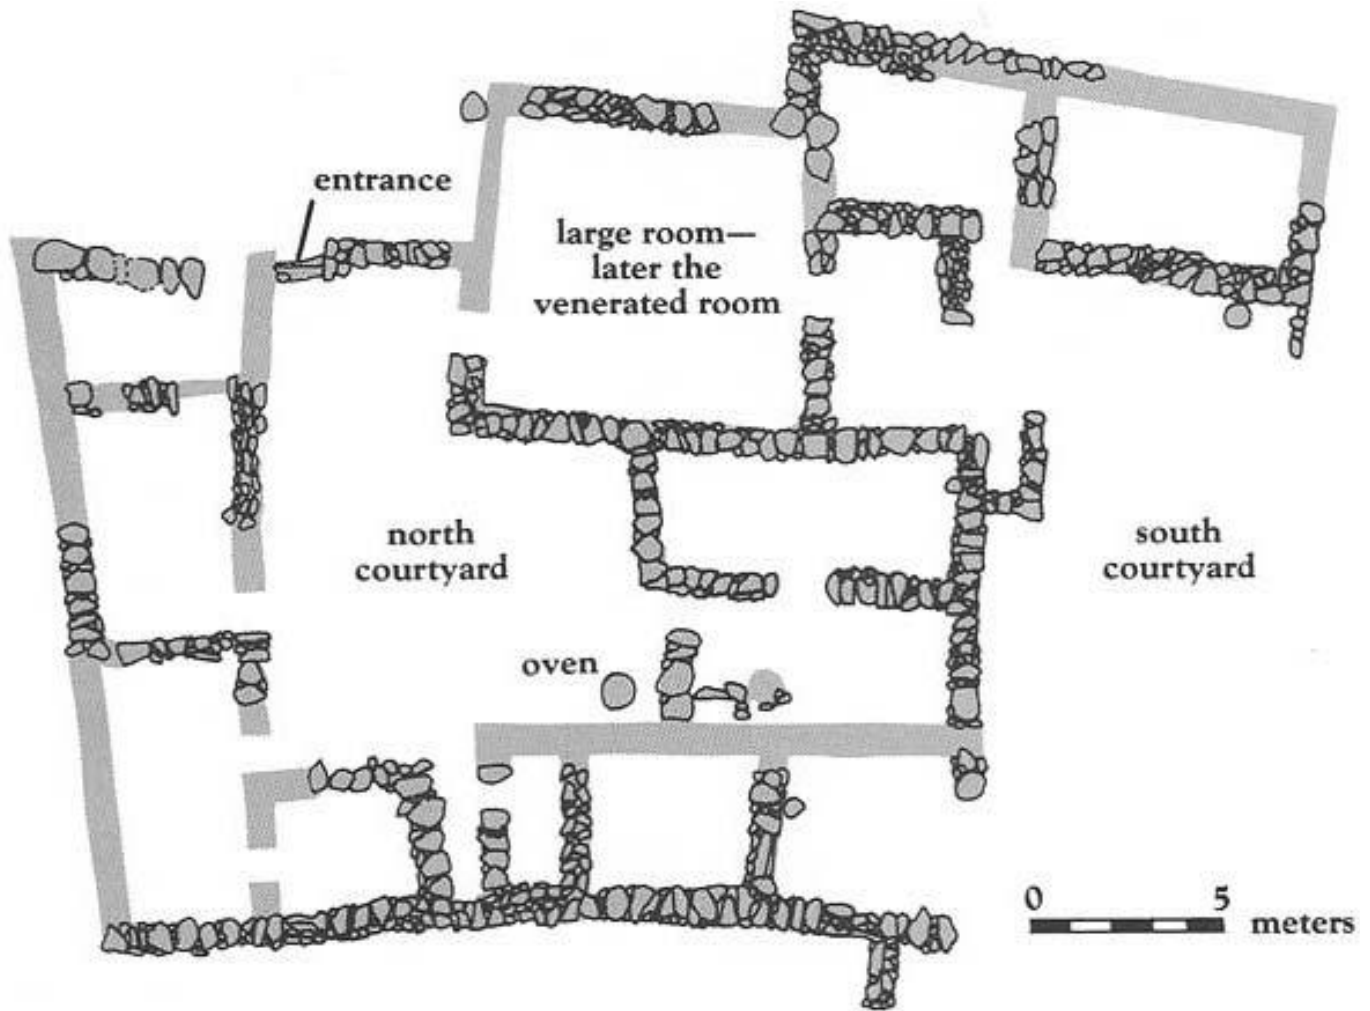 entrance
large room—
later the
venerated room
north
courtyard
south
courtyard
oven
0 5
meters